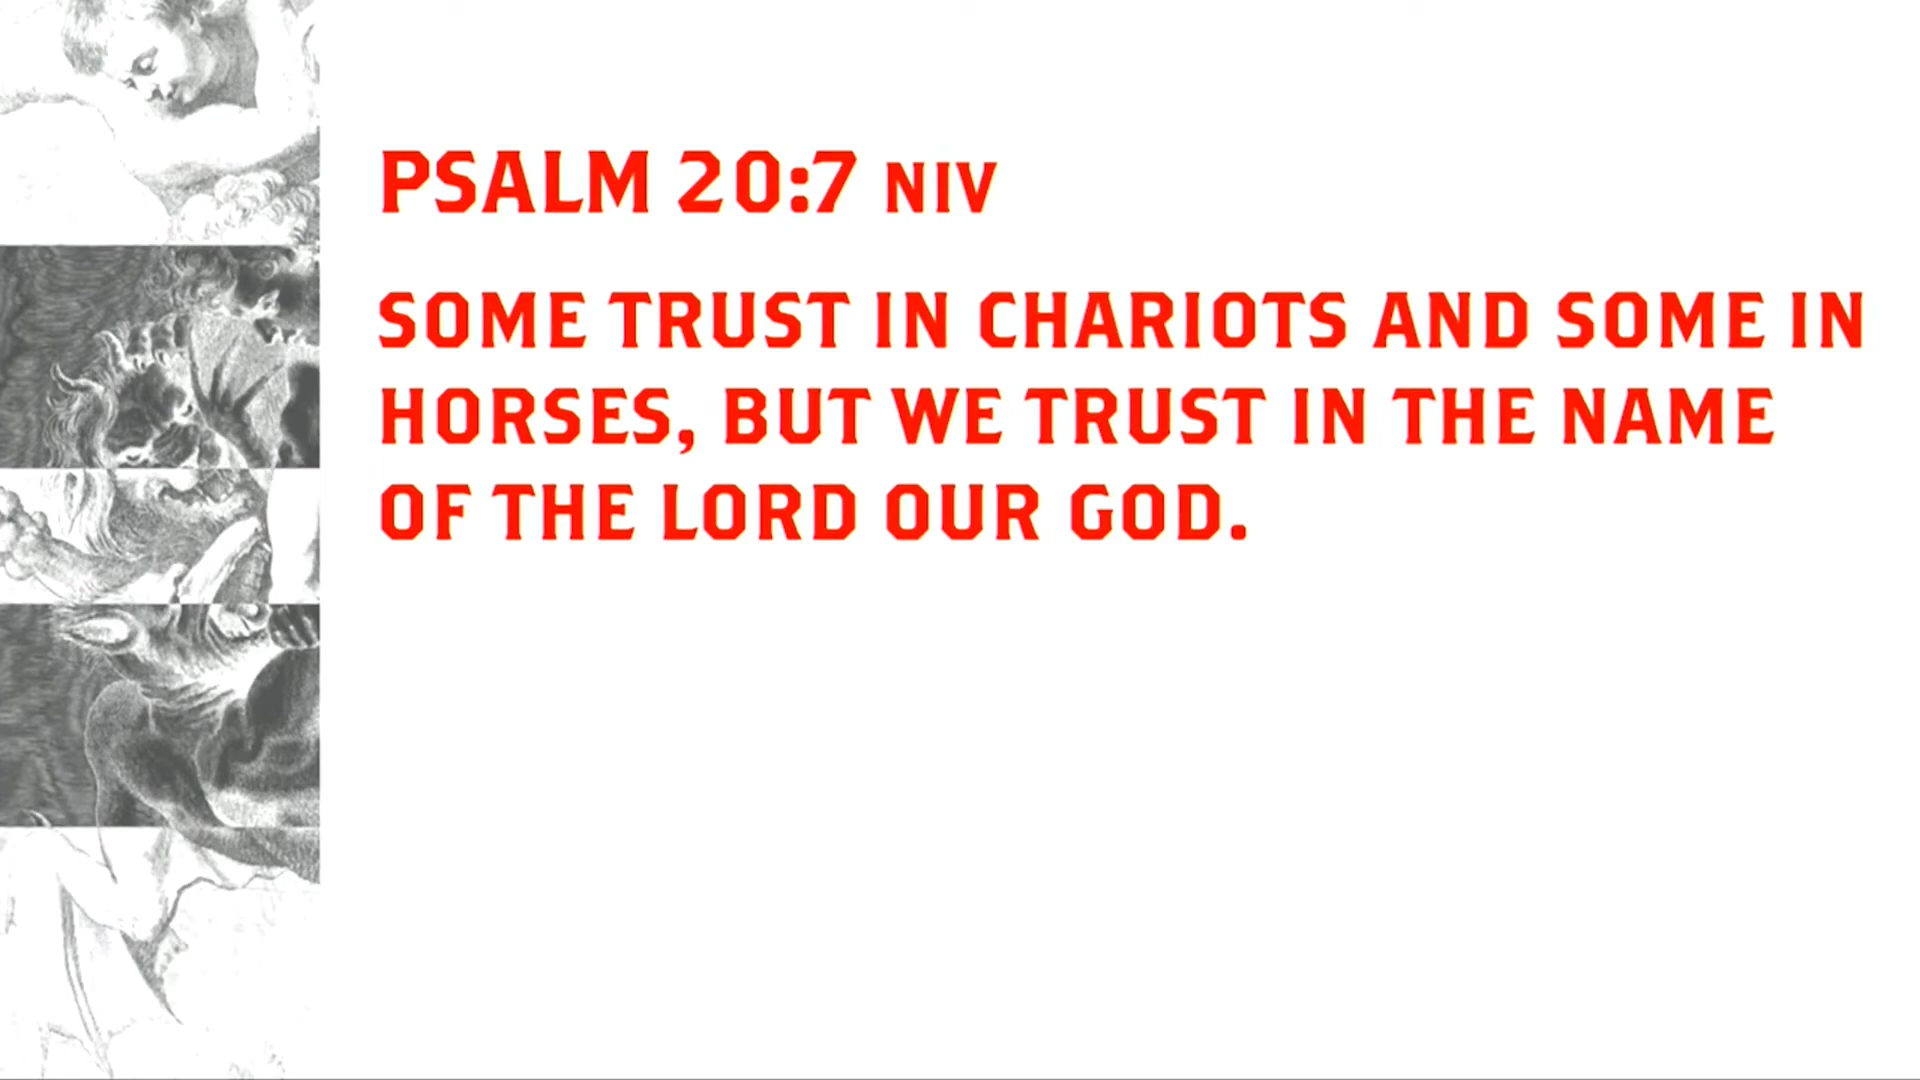 PSALM 20:7 NIV
SOME TRUST IN CHARIOTS AND SOME IN
HORSES, BUT WE TRUST IN THE NAME
OF THE LORD OUR GOD.